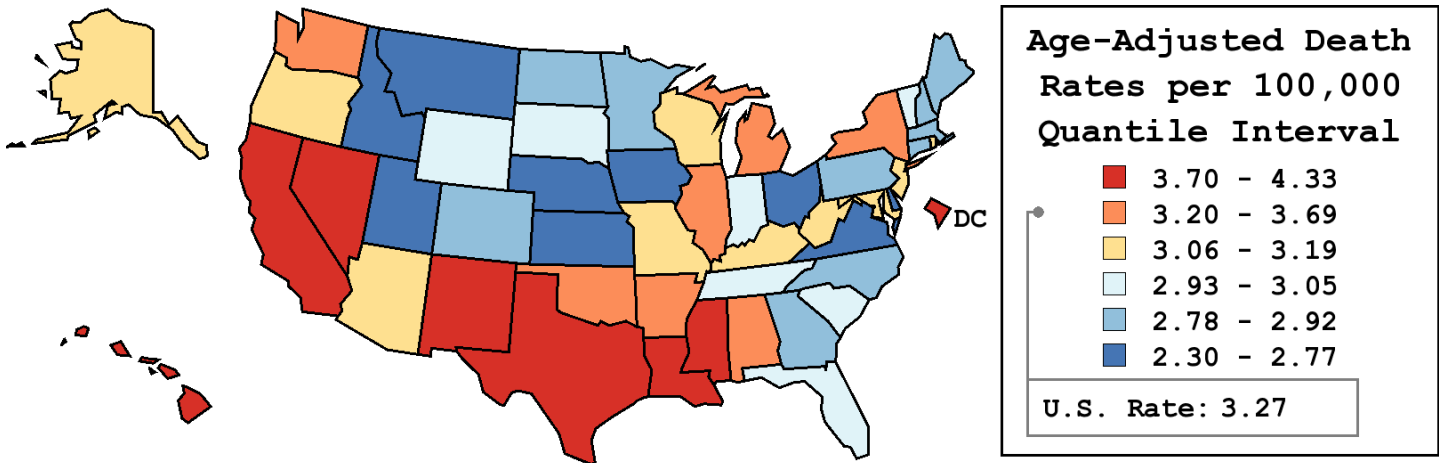 Age-Adjusted Death
Rates per 100,000
Quantile Interval
3.70 - 4.33
3.20 - 3.69
3.06 - 3.19
2.93 - 3.05
2.78 - 2.92
2.30 - 2.77
U.S. Rate: 3.27
DC